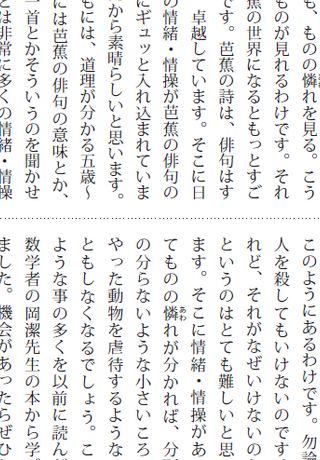 も、ものの憐れを見る。こう
ものが見れるわけです。それ
蕉の世界になるともっとすご
です。芭蕉の詩は、俳句はす
卓越しています。そこに日
の情緒・情操が芭蕉の俳句の
にギュッと入れ込まれていま
だから素晴らしいと思います。
もには、道理が分かる五歳～
には芭蕉の俳句の意味とか、
一首とかそういうのを聞かせ
とは非常に多くの情緒・情操
このようにあるわけです。勿論
人を殺してもいけないのです
れど、それがなぜいけないの
というのはとても難しいと思
ます。そこに情緒・情操があ
あわ
てものの憐れが分かれば、分
の分らないような小さいころ
やった動物を虐待するような
ともしなくなるでしょう。こ
ような事の多くを以前に読ん
数学者の岡潔先生の本から学
ました。機会があったらぜひ